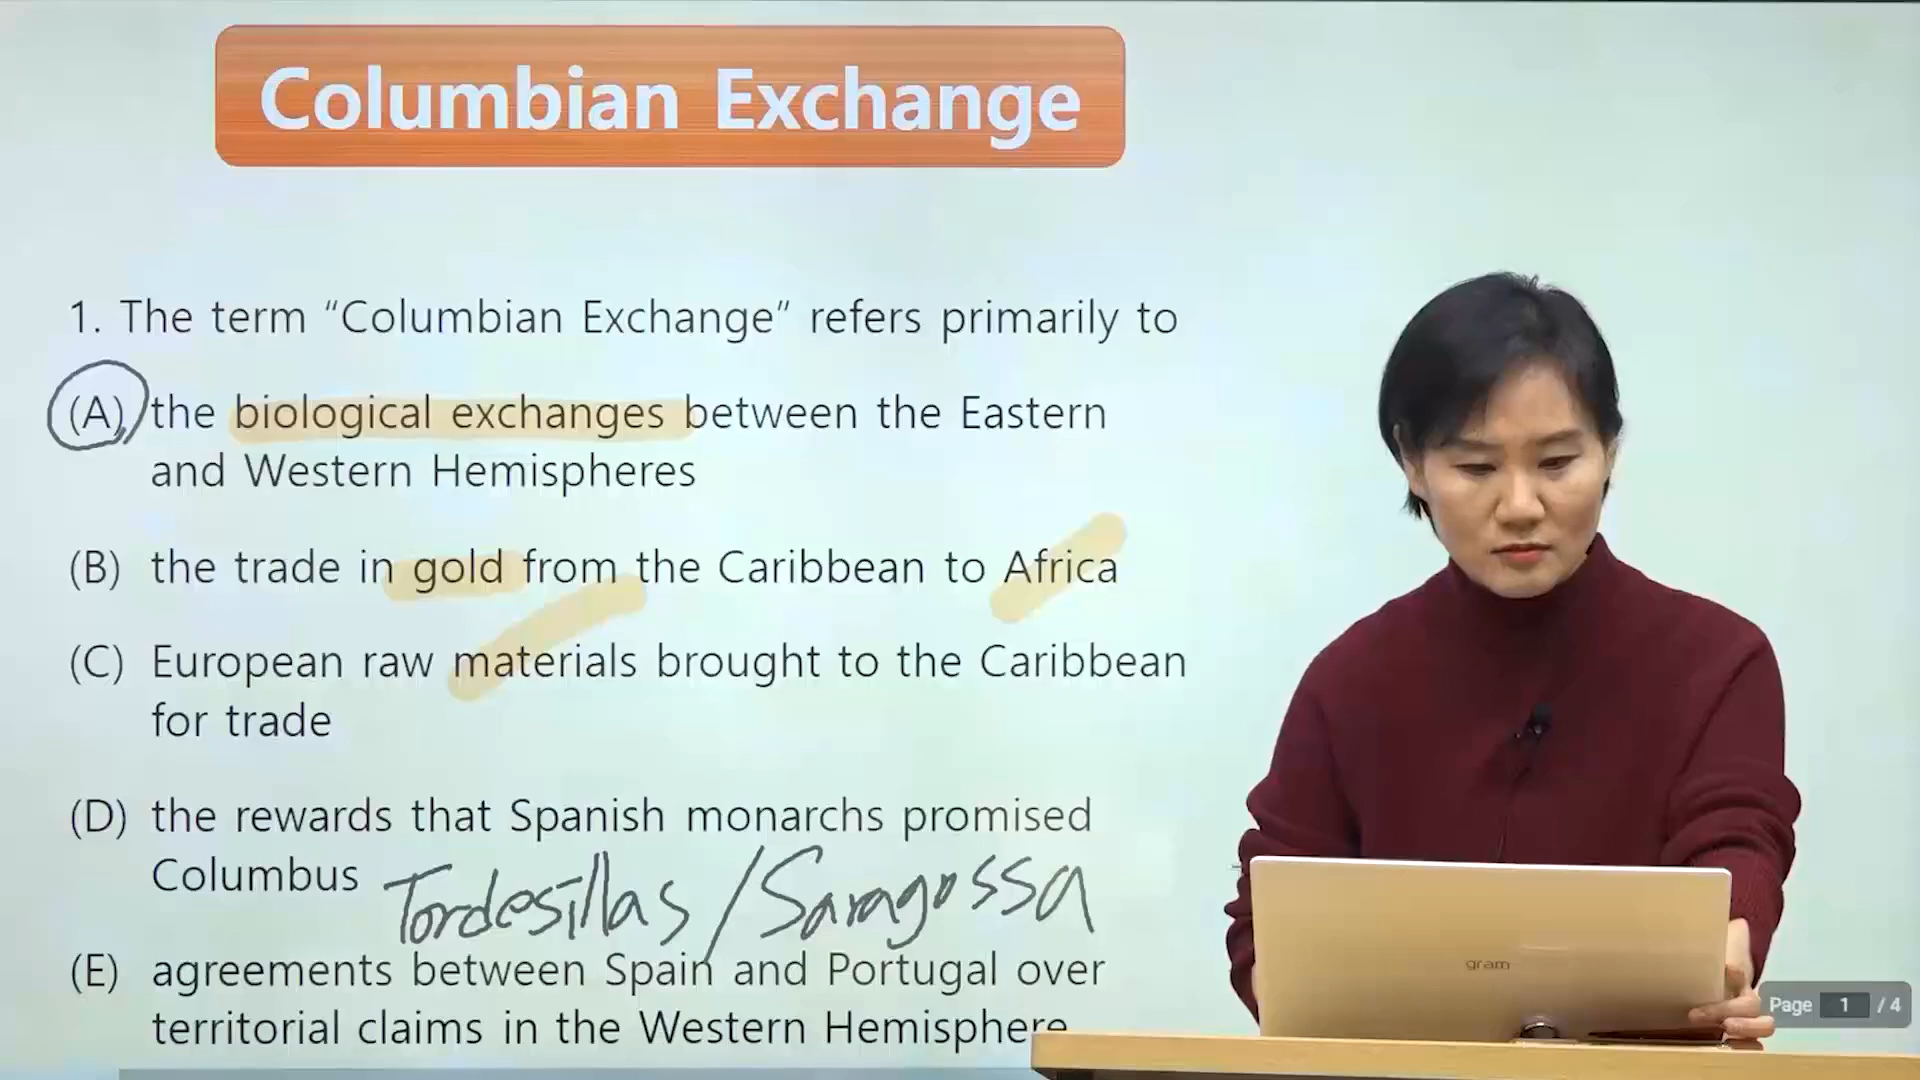 Columbian Exchange
1. The term “Columbian Exchange” refers primarily to
(A) the biological exchanges between the Eastern
and Western Hemispheres
(B) the trade in gold from the Caribbean to Africa
(C) European raw materials brought to the Caribbean
for trade
(D) the rewards that Spanish monarchs promised
Columbus
Tordesillas / Saragossa
(E) agreements between Spain and Portugal over
territorial claims in the Western Hemisphere
gram
Page 1 / 4